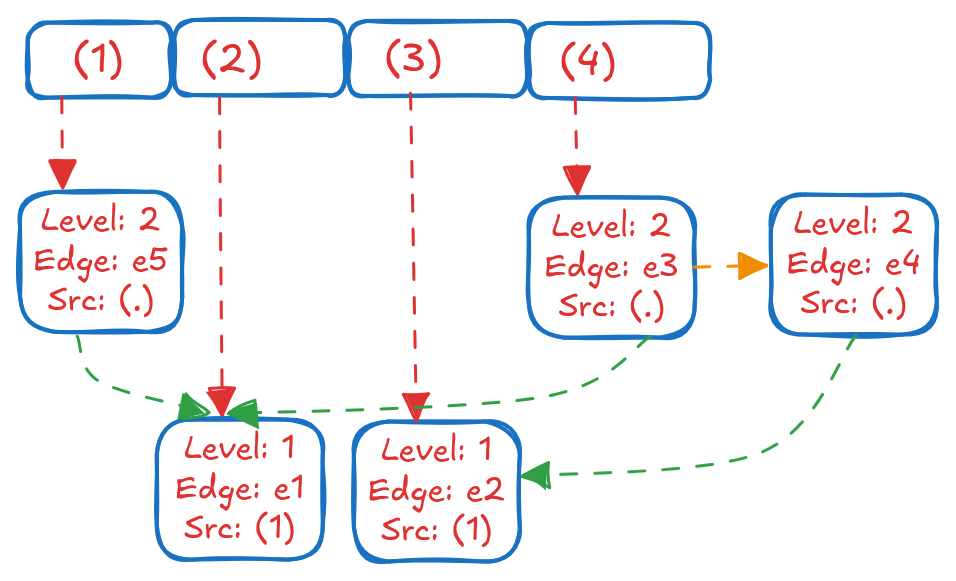 (1) (2) (3) (4)
Level: 2
Edge: e5
Src: (.)
Level: 2
Edge: e3
Src: (.)
Level: 2
Edge: e4
Src: (.)
Level: 1
Edge: e1
Src: (1)
Level: 1
Edge: e2
Src: (1)